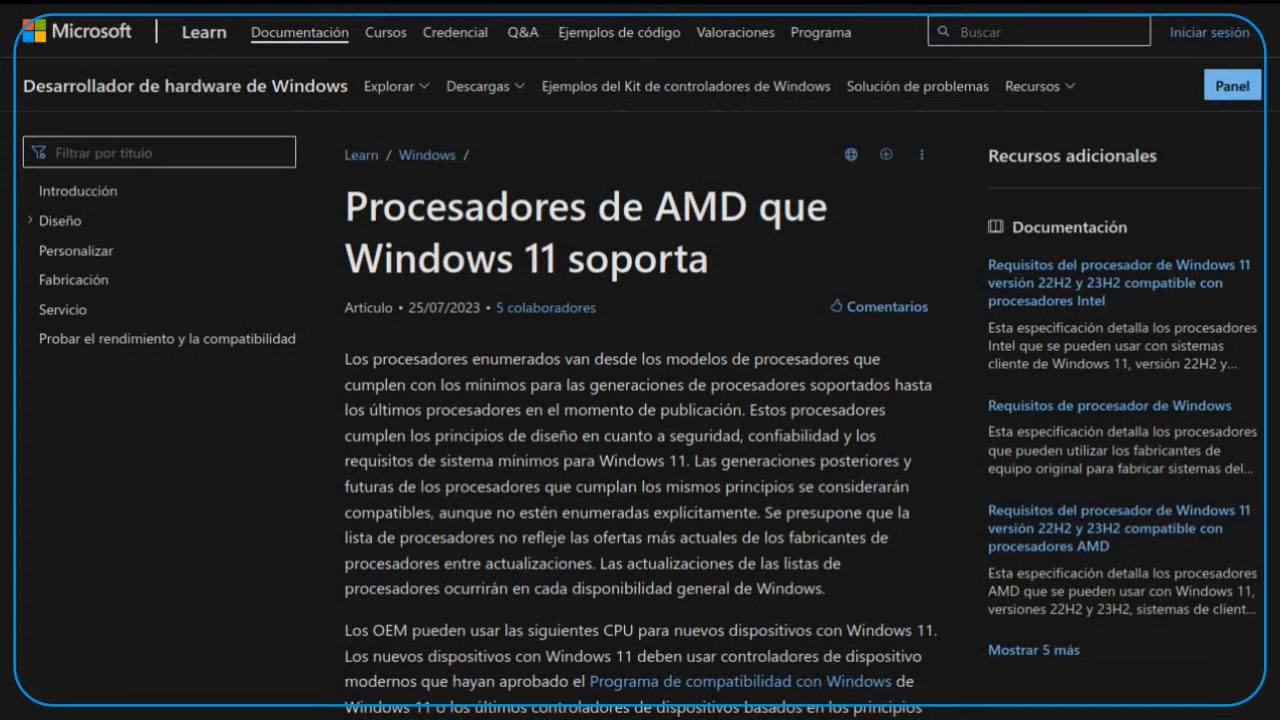 Microsoft Learn Documentación Cursos Credencial Q&A Ejemplos de código Valoraciones Programa Buscar Iniciar sesión
Desarrollador de hardware de Windows Explorar Descargas Ejemplos del Kit de controladores de Windows Solución de problemas Recursos Panel
Filtrar por título
Introducción
Diseño
Personalizar
Fabricación
Servicio
Probar el rendimiento y la compatibilidad
Learn / Windows /
Procesadores de AMD que
Windows 11 soporta
Artículo • 25/07/2023 • 5 colaboradores
Comentarios
Los procesadores enumerados van desde los modelos de procesadores que
cumplen con los mínimos para las generaciones de procesadores soportados hasta
los últimos procesadores en el momento de publicación. Estos procesadores
cumplen los principios de diseño en cuanto a seguridad, confiabilidad y los
requisitos de sistema mínimos para Windows 11. Las generaciones posteriores y
futuras de los procesadores que cumplan los mismos principios se considerarán
compatibles, aunque no estén enumeradas explícitamente. Se presupone que la
lista de procesadores no refleje las ofertas más actuales de los fabricantes de
procesadores entre actualizaciones. Las actualizaciones de las listas de
procesadores ocurrirán en cada disponibilidad general de Windows.
Los OEM pueden usar las siguientes CPU para nuevos dispositivos con Windows 11.
Los nuevos dispositivos con Windows 11 deben usar controladores de dispositivo
modernos que hayan aprobado el Programa de compatibilidad con Windows de
Windows 11 o los últimos controladores de dispositivos basados en los principios
Recursos adicionales
Documentación
Requisitos del procesador de Windows 11
versión 22H2 y 23H2 compatible con
procesadores Intel
Esta especificación detalla los procesadores
Intel que se pueden usar con sistemas
cliente de Windows 11, versión 22H2 y...
Requisitos de procesador de Windows
Esta especificación detalla los procesadores
que pueden utilizar los fabricantes de
equipo original para fabricar sistemas del...
Requisitos del procesador de Windows 11
versión 22H2 y 23H2 compatible con
procesadores AMD
Esta especificación detalla los procesadores
AMD que se pueden usar con Windows 11,
versiones 22H2 y 23H2, sistemas de client...
Mostrar 5 más